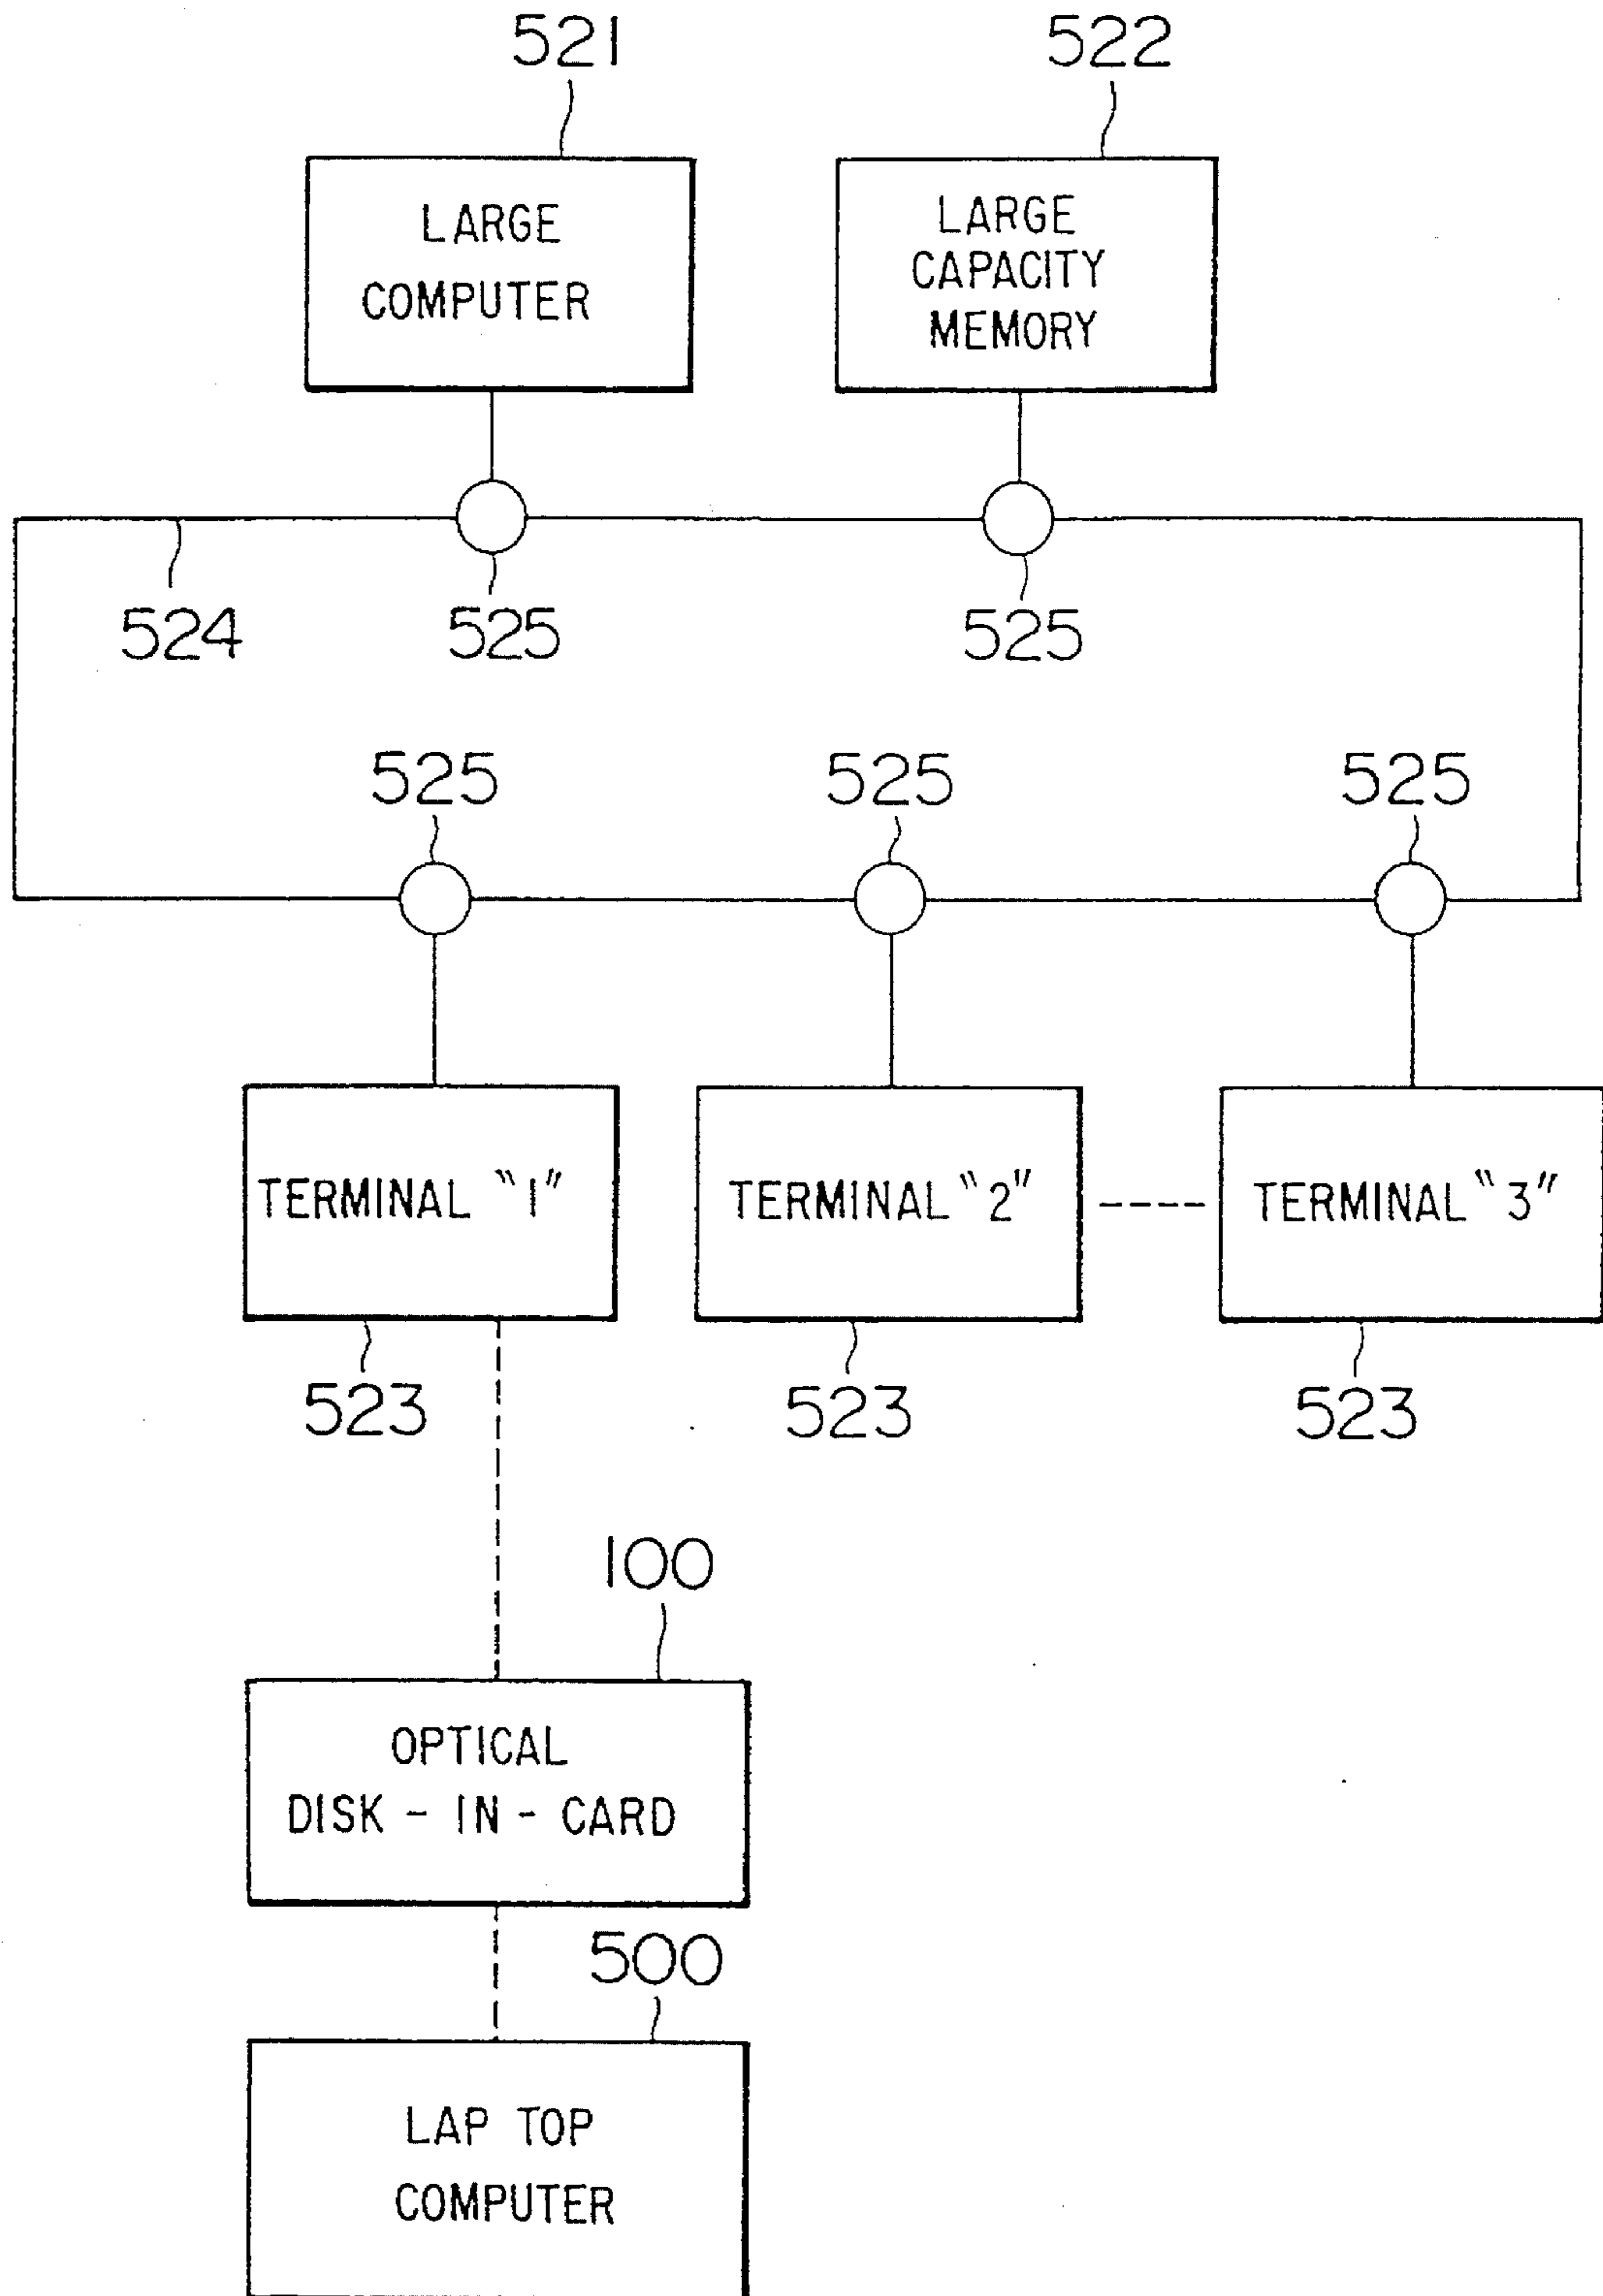 521
522
LARGE
COMPUTER
LARGE
CAPACITY
MEMORY
524
525
525
525
525
525
TERMINAL "1"
TERMINAL "2"
TERMINAL "3"
523
523
523
100
OPTICAL
DISK - IN - CARD
500
LAP TOP
COMPUTER